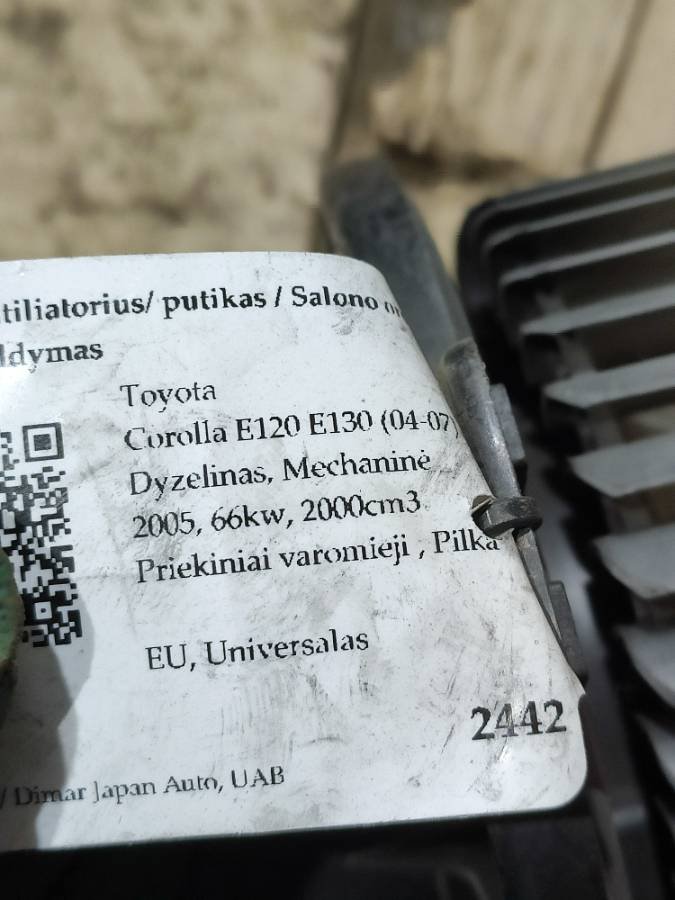 tiliatorius/ putikas / Salono
ldymas
Toyota
Corolla E120 E130 (04-07)
Dyzelinas, Mechaninė
2005, 66kw, 2000cm3
Priekiniai varomieji , Pilka
EU, Universalas
2442
/ Dimar Japan Auto, UAB